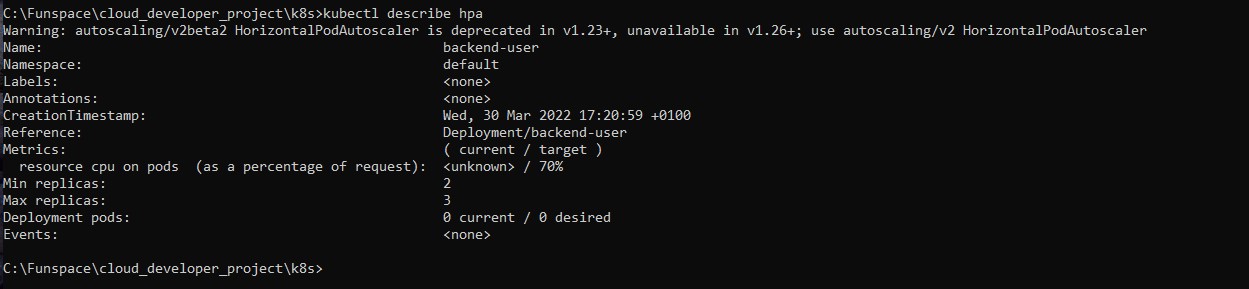 C:\Funspace\cloud_developer_project\k8s>kubectl describe hpa
Warning: autoscaling/v2beta2 HorizontalPodAutoscaler is deprecated in v1.23+, unavailable in v1.26+; use autoscaling/v2 HorizontalPodAutoscaler
Name: backend-user
Namespace: default
Labels: <none>
Annotations: <none>
CreationTimestamp: Wed, 30 Mar 2022 17:20:59 +0100
Reference: Deployment/backend-user
Metrics: ( current / target )
  resource cpu on pods  (as a percentage of request):  <unknown> / 70%
Min replicas: 2
Max replicas: 3
Deployment pods: 0 current / 0 desired
Events: <none>
C:\Funspace\cloud_developer_project\k8s>